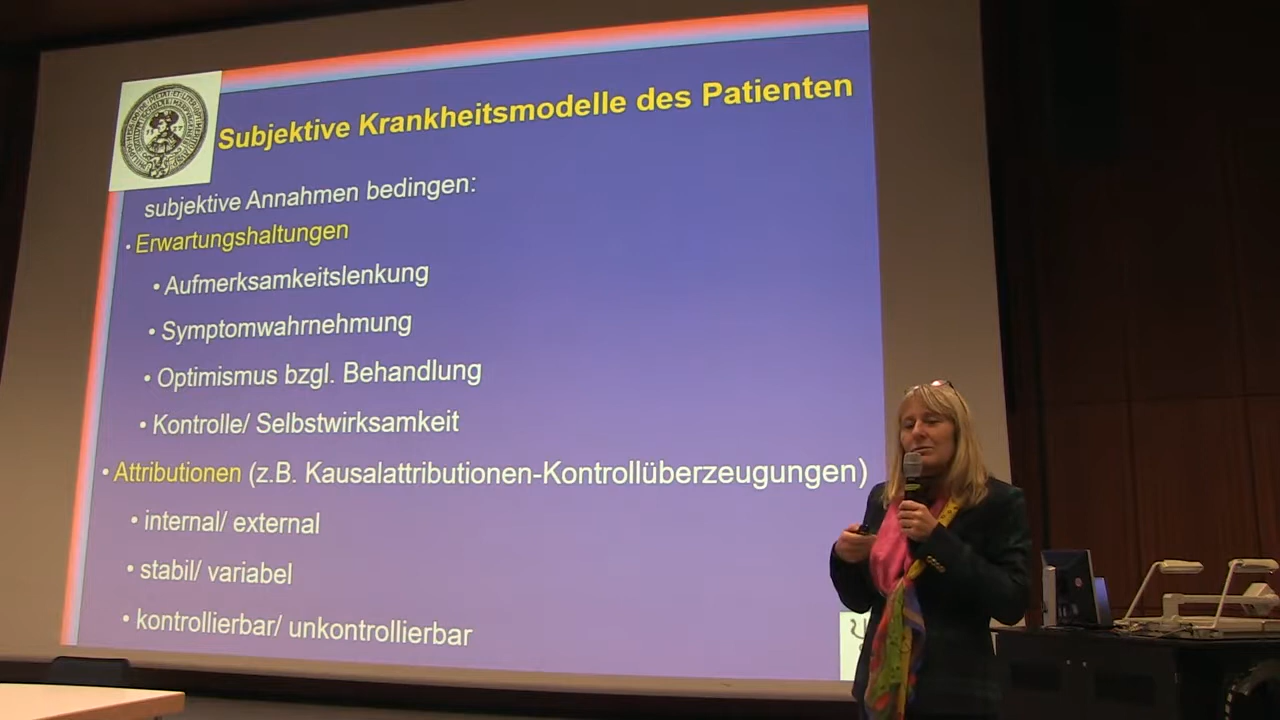 Subjektive Krankheitsmodelle des Patienten
subjektive Annahmen bedingen:
• Erwartungshaltungen
• Aufmerksamkeitslenkung
• Symptomwahrnehmung
• Optimismus bzgl. Behandlung
• Kontrolle/ Selbstwirksamkeit
• Attributionen (z.B. Kausalattributionen-Kontrollüberzeugungen)
• internal/ external
• stabil/ variabel
• kontrollierbar/ unkontrollierbar